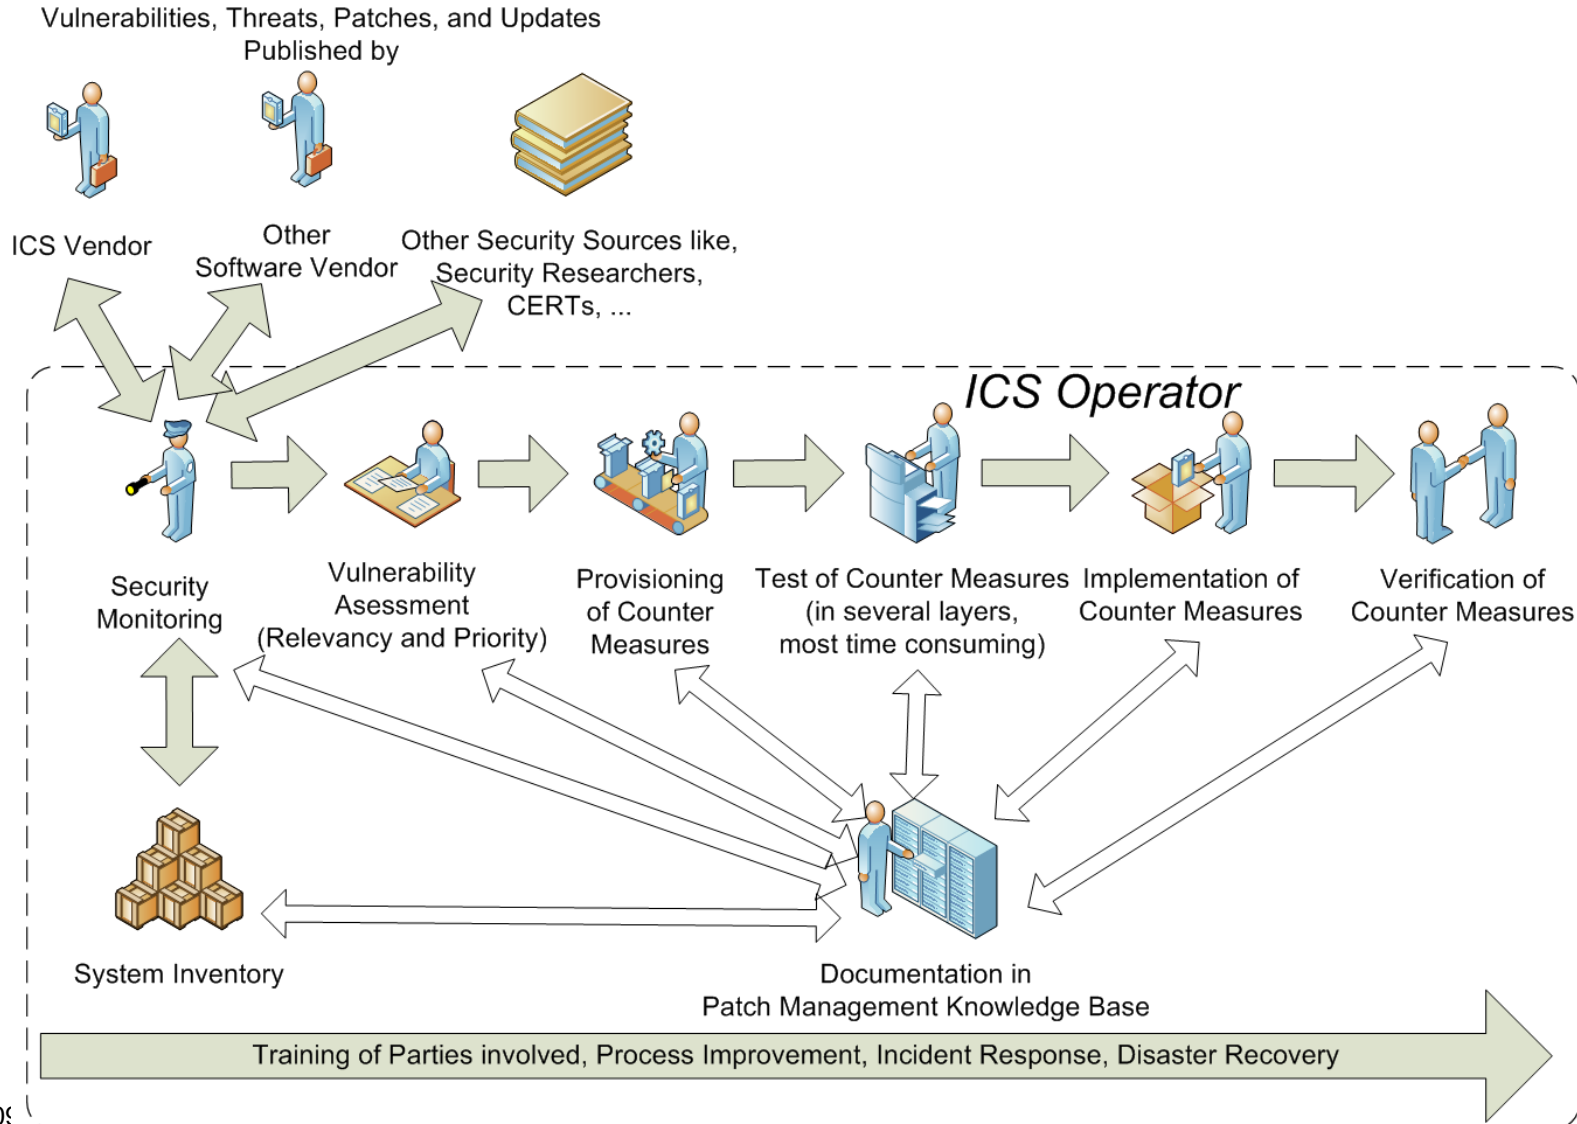 Vulnerabilities, Threats, Patches, and Updates
Published by
ICS Vendor
Other
Software Vendor
Other Security Sources like,
Security Researchers,
CERTs, ...
ICS Operator
Security
Monitoring
Vulnerability
Asessment
(Relevancy and Priority)
Provisioning
of Counter
Measures
Test of Counter Measures
(in several layers,
most time consuming)
Implementation of
Counter Measures
Verification of
Counter Measures
System Inventory
Documentation in
Patch Management Knowledge Base
Training of Parties involved, Process Improvement, Incident Response, Disaster Recovery